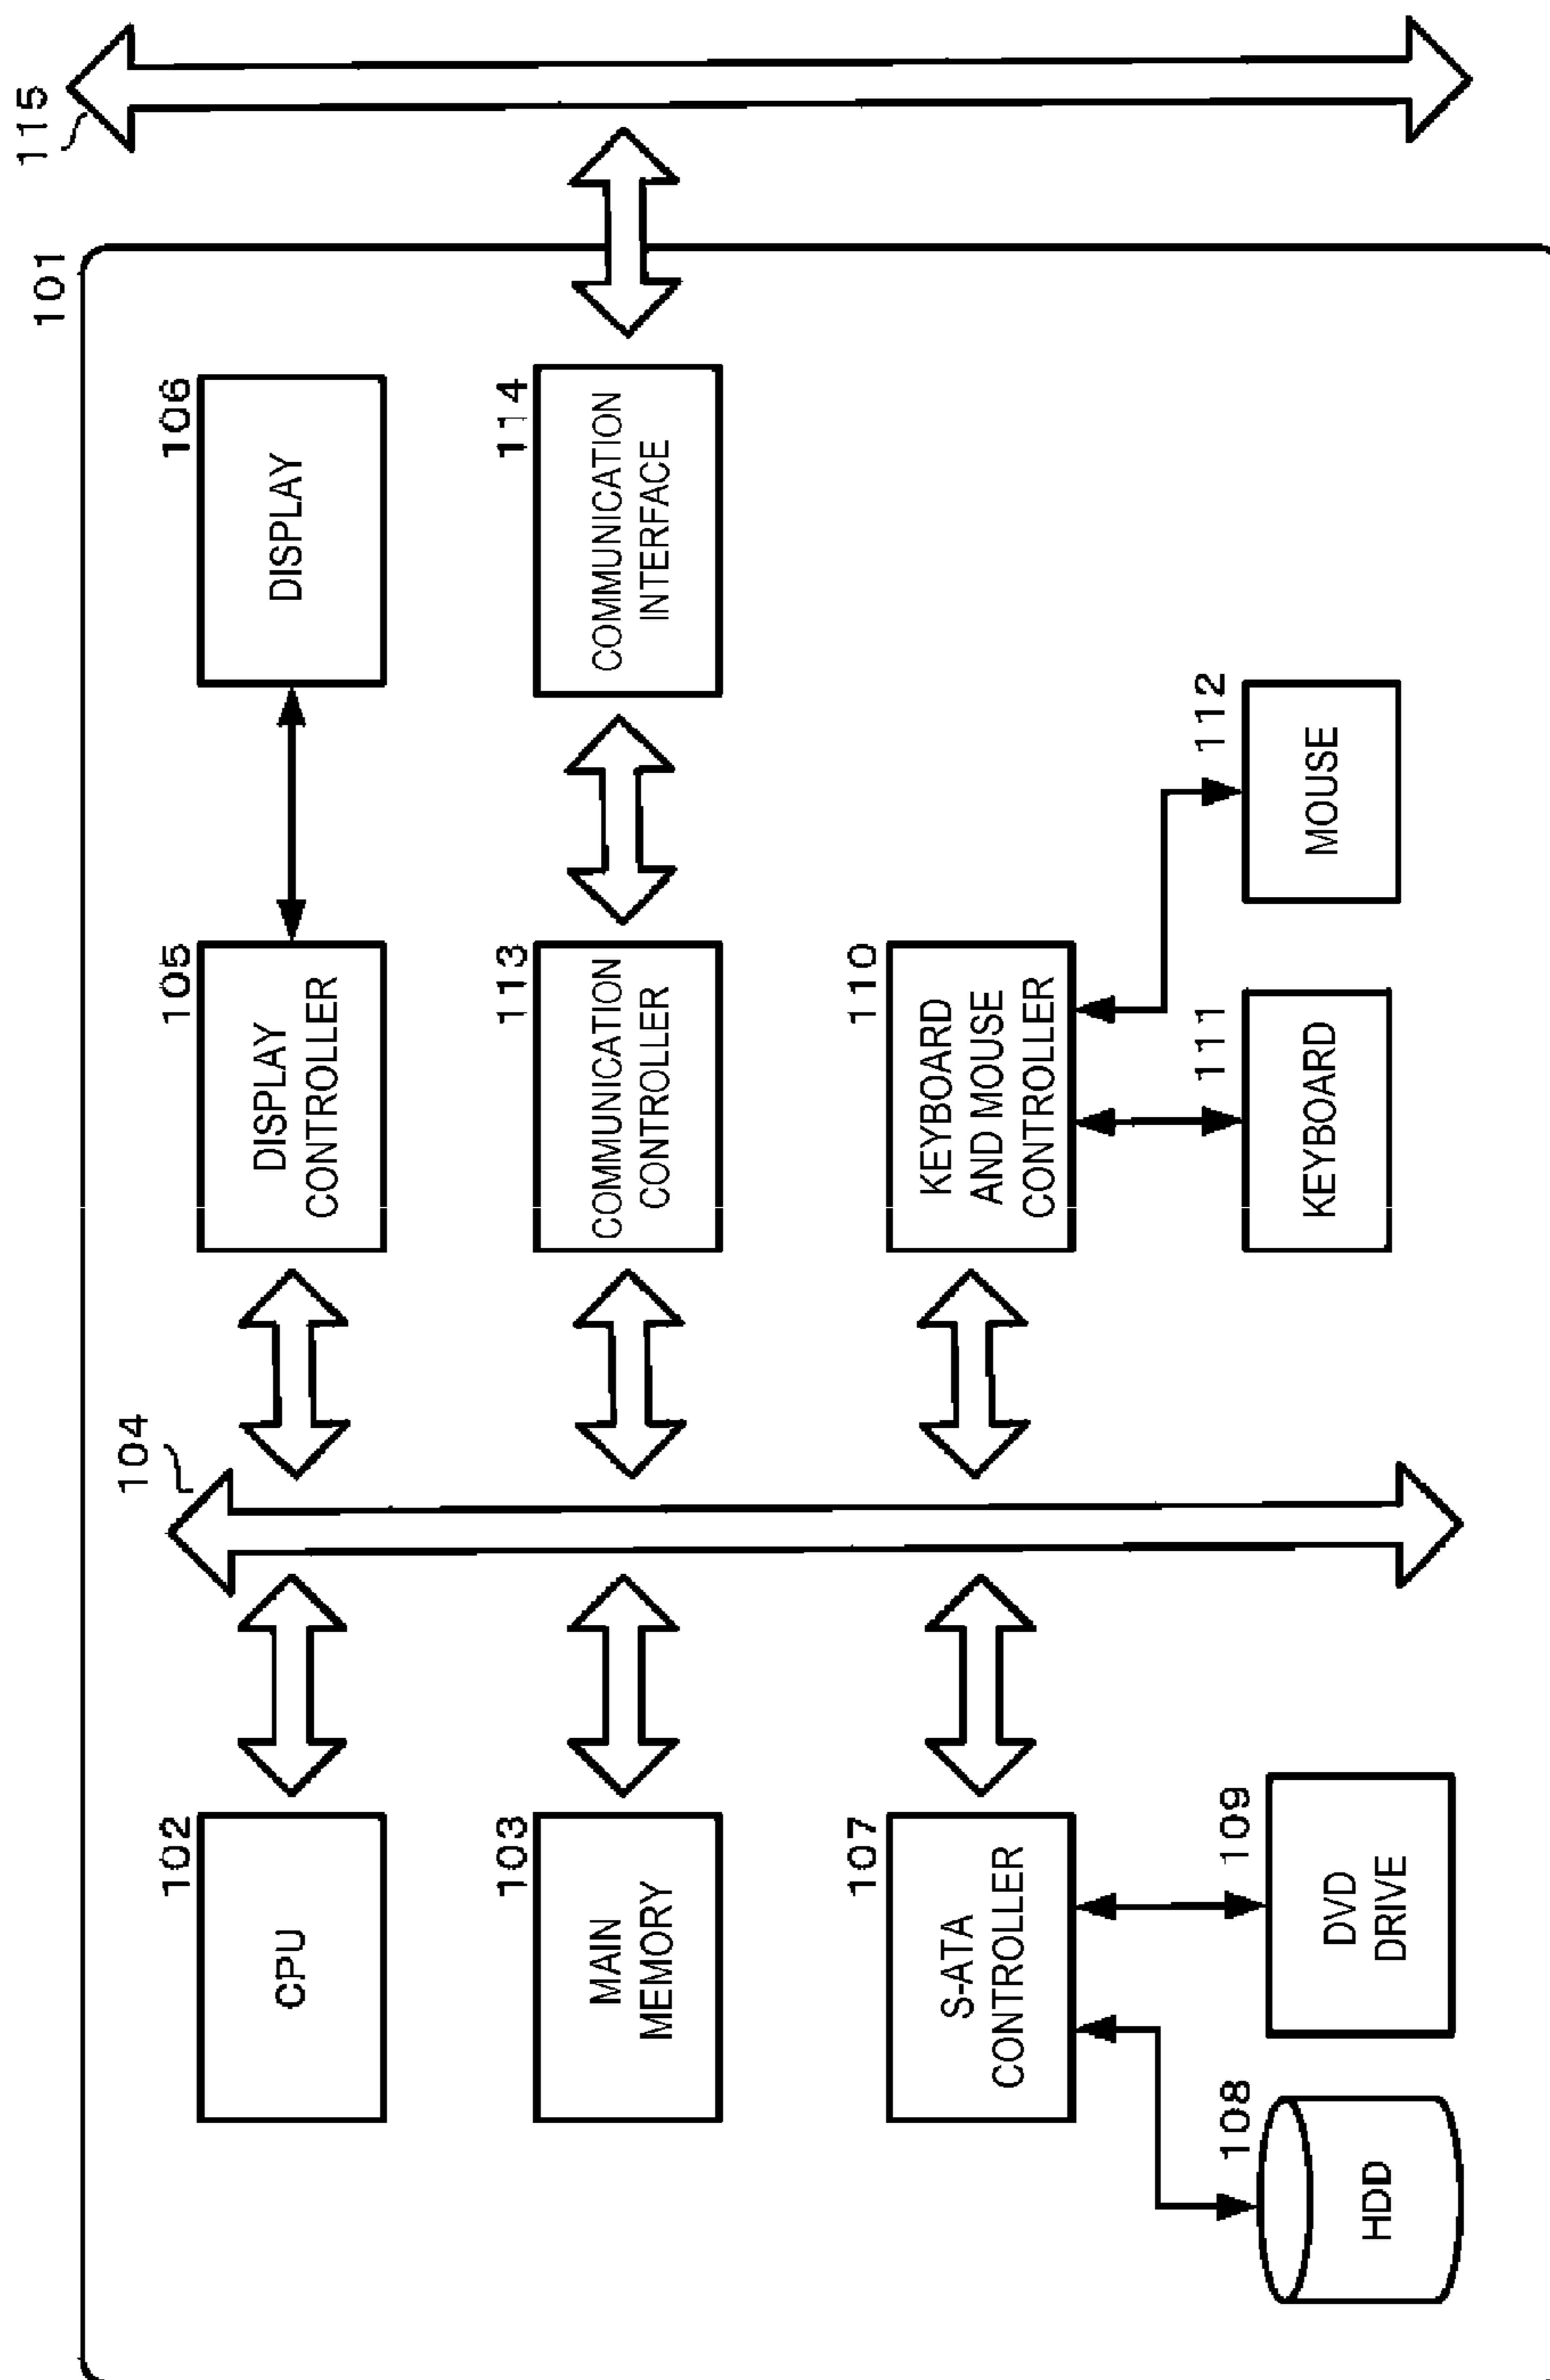 101
115
102
CPU
104
105
DISPLAY
CONTROLLER
106
DISPLAY
103
MAIN
MEMORY
113
COMMUNICATION
CONTROLLER
114
COMMUNICATION
INTERFACE
107
S-ATA
CONTROLLER
110
KEYBOARD
AND MOUSE
CONTROLLER
108
HDD
109
DVD
DRIVE
111
KEYBOARD
112
MOUSE